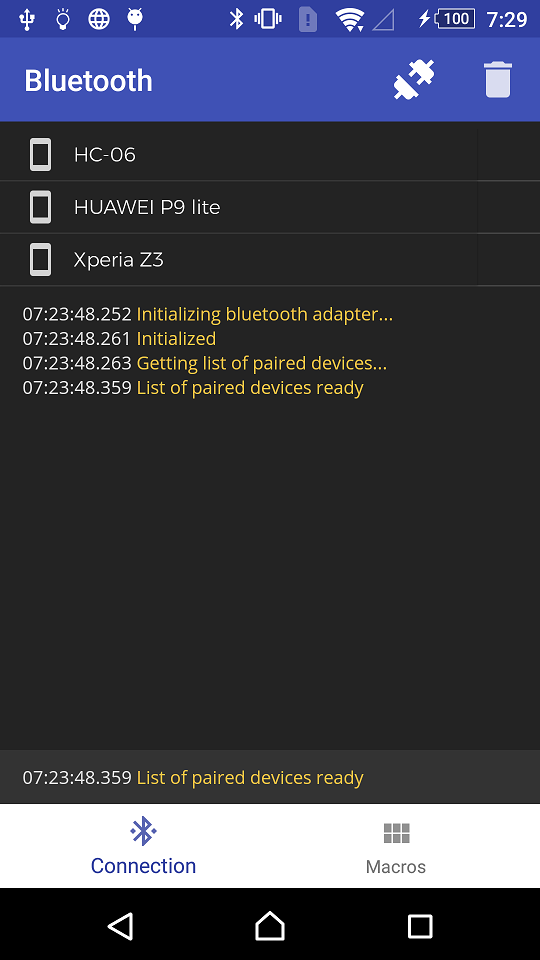 100 7:29
Bluetooth
HC-06
HUAWEI P9 lite
Xperia Z3
07:23:48.252 Initializing bluetooth adapter...
07:23:48.261 Initialized
07:23:48.263 Getting list of paired devices...
07:23:48.359 List of paired devices ready
07:23:48.359 List of paired devices ready
Connection
Macros